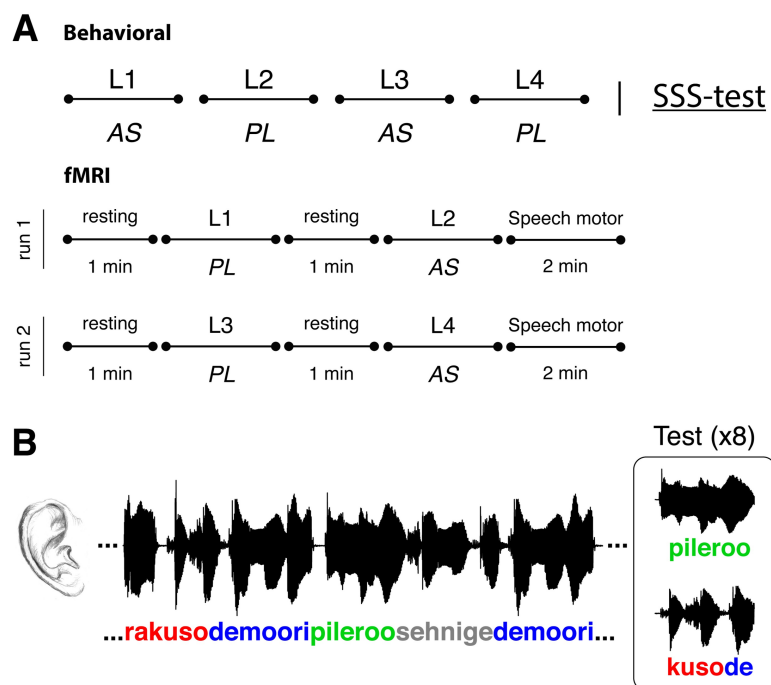 A Behavioral
L1 L2 L3 L4
SSS-test
AS PL AS PL
fMRI
run 1
resting L1 resting L2 Speech motor
1 min PL 1 min AS 2 min
run 2
resting L3 resting L4 Speech motor
1 min PL 1 min AS 2 min
B
Test (x8)
... ...
pileroo
...rakusodemooripileroosehnigedemoori...
kusode